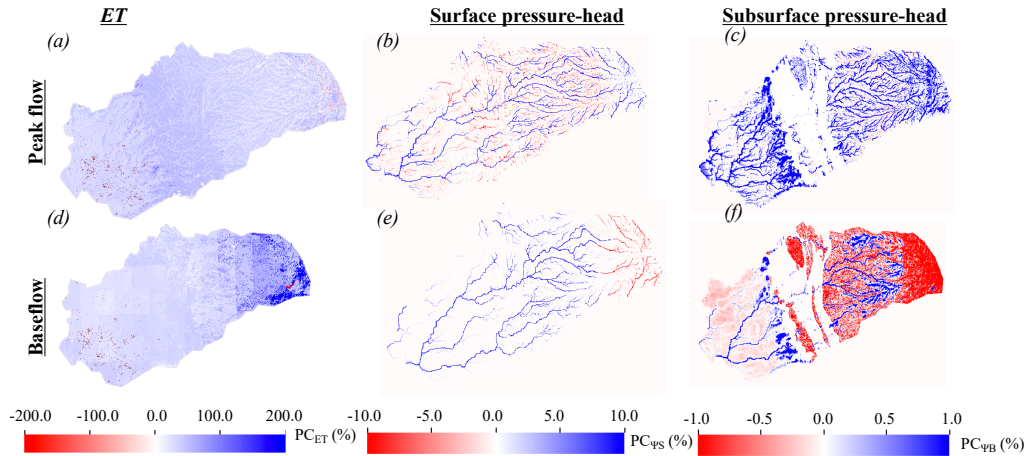 ET Surface pressure-head Subsurface pressure-head
(a) (b) (c)
Peak flow
(d) (e) (f)
Baseflow
-200.0 -100.0 0.0 100.0 200.0 -10.0 -5.0 0.0 5.0 10.0 -1.0 -0.5 0.0 0.5 1.0
PC_ET (%) PC_ΨS (%) PC_ΨB (%)